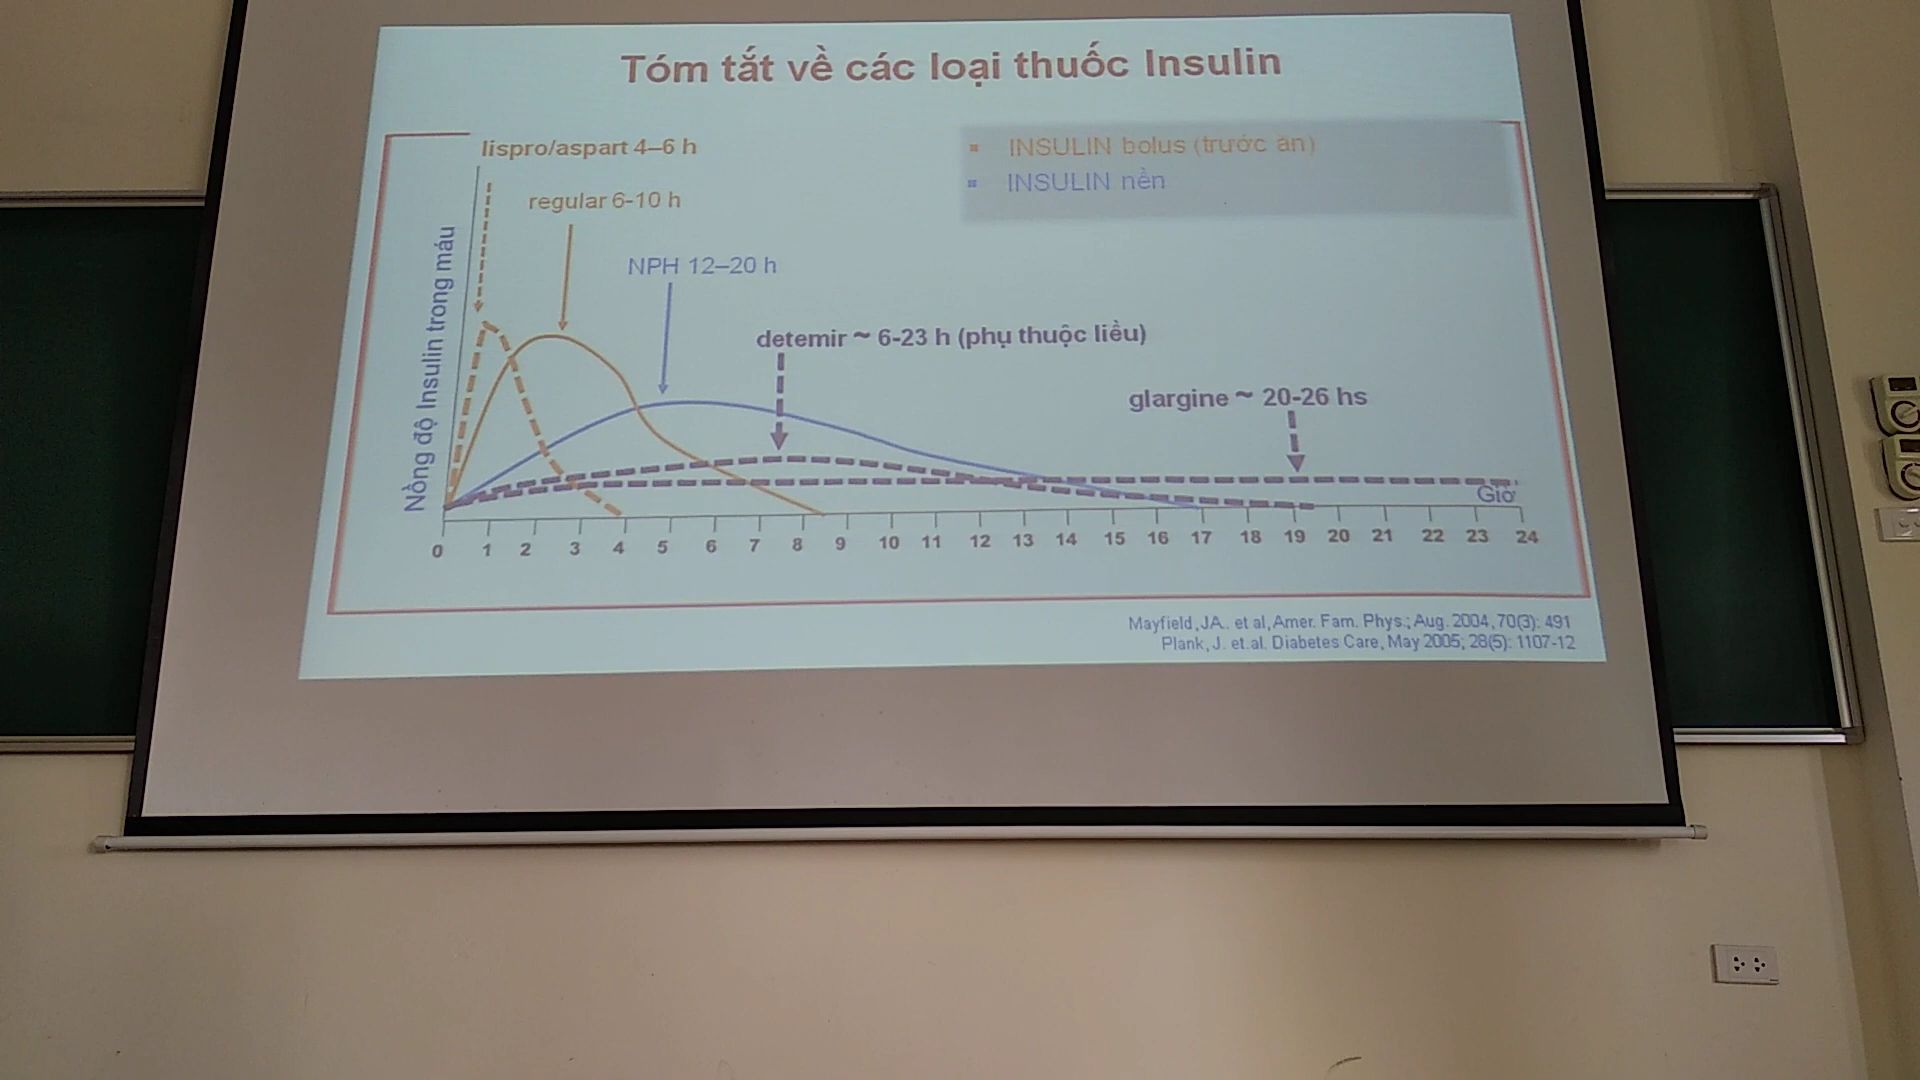 Tóm tắt về các loại thuốc Insulin
lispro/aspart 4–6 h
INSULIN bolus (trước ăn)
INSULIN nền
regular 6-10 h
NPH 12–20 h
detemir ~ 6-23 h (phụ thuộc liều)
glargine ~ 20-26 hs
Nồng độ Insulin trong máu
Giờ
0 1 2 3 4 5 6 7 8 9 10 11 12 13 14 15 16 17 18 19 20 21 22 23 24
Mayfield, JA.. et al, Amer. Fam. Phys.; Aug. 2004, 70(3): 491
Plank, J. et.al. Diabetes Care, May 2005; 28(5): 1107-12